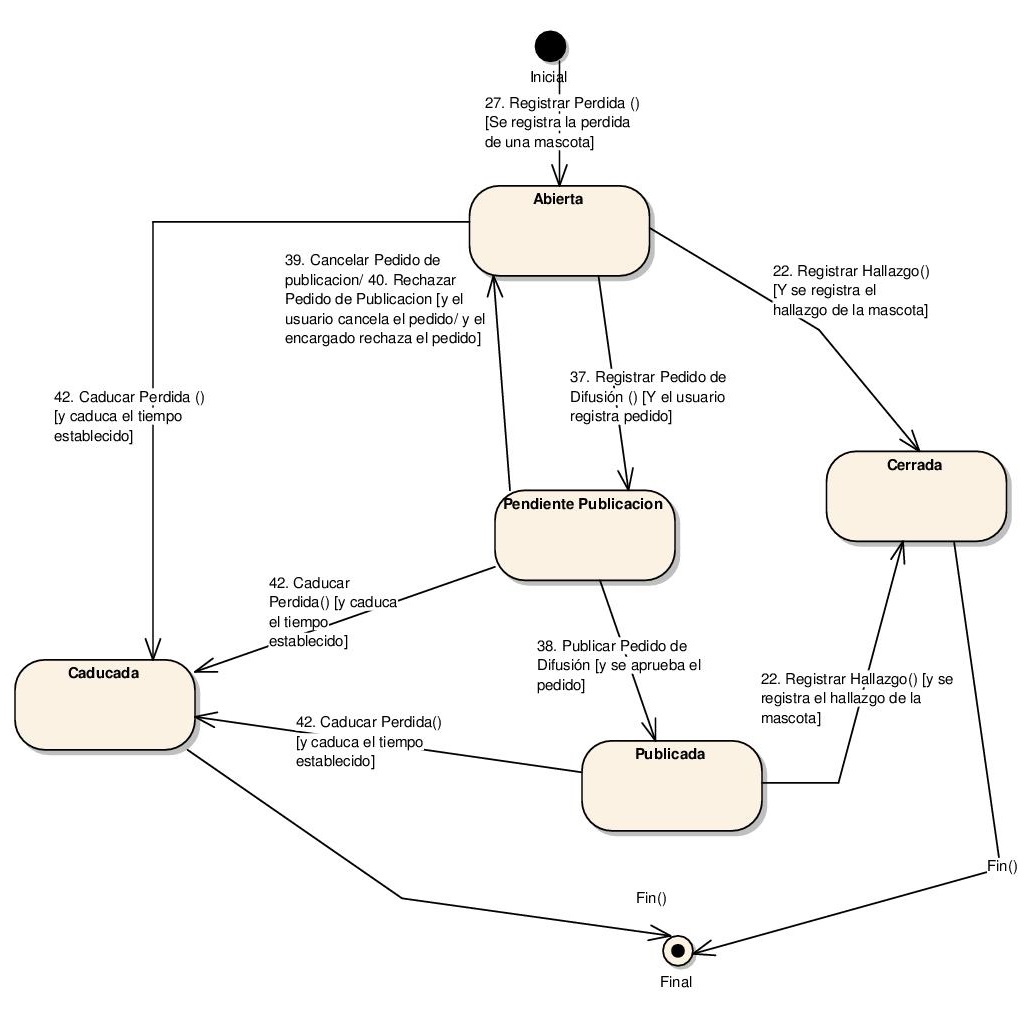 Inicial
27. Registrar Perdida ()
[Se registra la perdida
de una mascota]
Abierta
39. Cancelar Pedido de
publicacion/ 40. Rechazar
Pedido de Publicacion [y el
usuario cancela el pedido/ y el
encargado rechaza el pedido]
22. Registrar Hallazgo()
[Y se registra el
hallazgo de la mascota]
37. Registrar Pedido de
Difusión () [Y el usuario
registra pedido]
42. Caducar Perdida ()
[y caduca el tiempo
establecido]
Cerrada
Pendiente Publicacion
42. Caducar
Perdida() [y caduca
el tiempo
establecido]
38. Publicar Pedido de
Difusión [y se aprueba el
pedido]
Caducada
22. Registrar Hallazgo() [y se
registra el hallazgo de la
mascota]
42. Caducar Perdida()
[y caduca el tiempo
establecido]
Publicada
Fin()
Fin()
Final